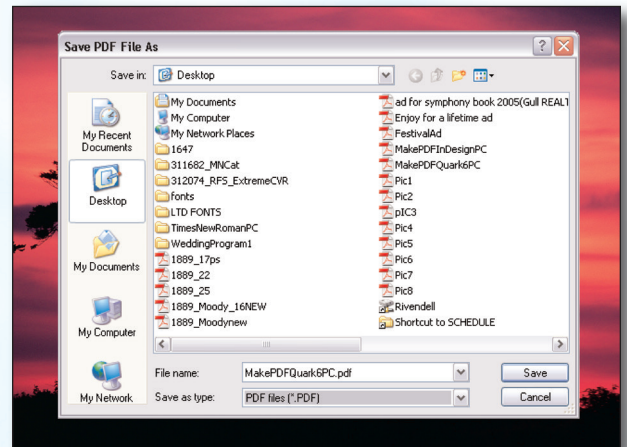 Save PDF File As
Save in:
Desktop
My Recent
Documents
Desktop
My Documents
My Computer
My Network
My Documents
My Computer
My Network Places
1647
311682_MNCat
312074_RFS_ExtremeCVR
fonts
LTD FONTS
TimesNewRomanPC
WeddingProgram1
1889_17ps
1889_22
1889_25
1889_Moody_16NEW
1889_Moodynew
ad for symphony book 2005(Gull REALT
Enjoy for a lifetime ad
FestivalAd
MakePDFInDesignPC
MakePDFQuark6PC
Pic1
Pic2
pIC3
Pic4
Pic5
Pic6
Pic7
Pic8
Rivendell
Shortcut to SCHEDULE
File name:
MakePDFQuark6PC.pdf
Save
Save as type:
PDF files (*.PDF)
Cancel